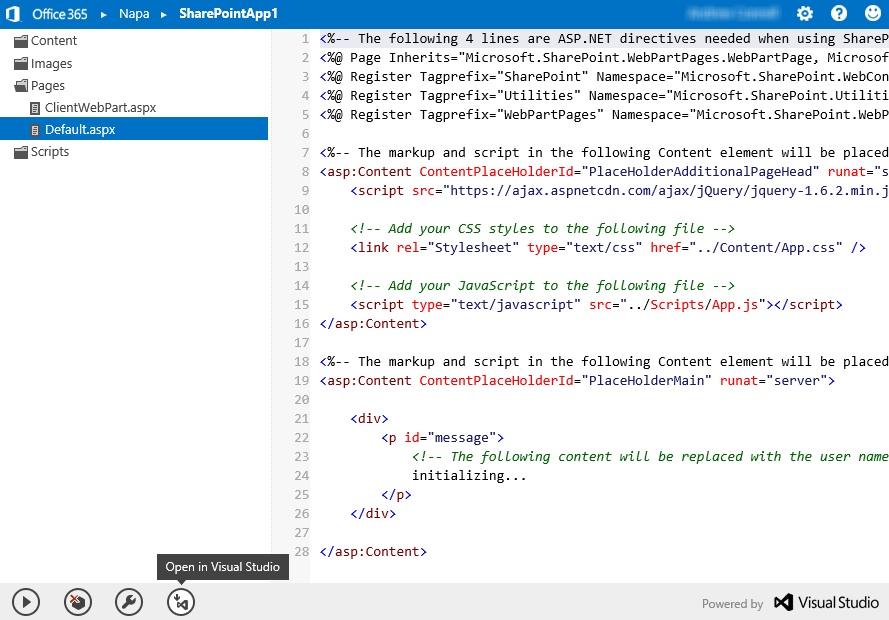 Office 365 ▸ Napa ▸ SharePointApp1
Content
Images
Pages
ClientWebPart.aspx
Default.aspx
Scripts
1 <%-- The following 4 lines are ASP.NET directives needed when using ShareP
2 <%@ Page Inherits="Microsoft.SharePoint.WebPartPages.WebPartPage, Microsof
3 <%@ Register Tagprefix="SharePoint" Namespace="Microsoft.SharePoint.WebCon
4 <%@ Register Tagprefix="Utilities" Namespace="Microsoft.SharePoint.Utiliti
5 <%@ Register Tagprefix="WebPartPages" Namespace="Microsoft.SharePoint.WebP
6
7 <%-- The markup and script in the following Content element will be placed
8 <asp:Content ContentPlaceHolderId="PlaceHolderAdditionalPageHead" runat="s
9 <script src="https://ajax.aspnetcdn.com/ajax/jQuery/jquery-1.6.2.min.j
10
11 <!-- Add your CSS styles to the following file -->
12 <link rel="Stylesheet" type="text/css" href="../Content/App.css" />
13
14 <!-- Add your JavaScript to the following file -->
15 <script type="text/javascript" src="../Scripts/App.js"></script>
16 </asp:Content>
17
18 <%-- The markup and script in the following Content element will be placed
19 <asp:Content ContentPlaceHolderId="PlaceHolderMain" runat="server">
20
21 <div>
22 <p id="message">
23 <!-- The following content will be replaced with the user name
24 initializing...
25 </p>
26 </div>
27
28 </asp:Content>
Open in Visual Studio
Powered by Visual Studio